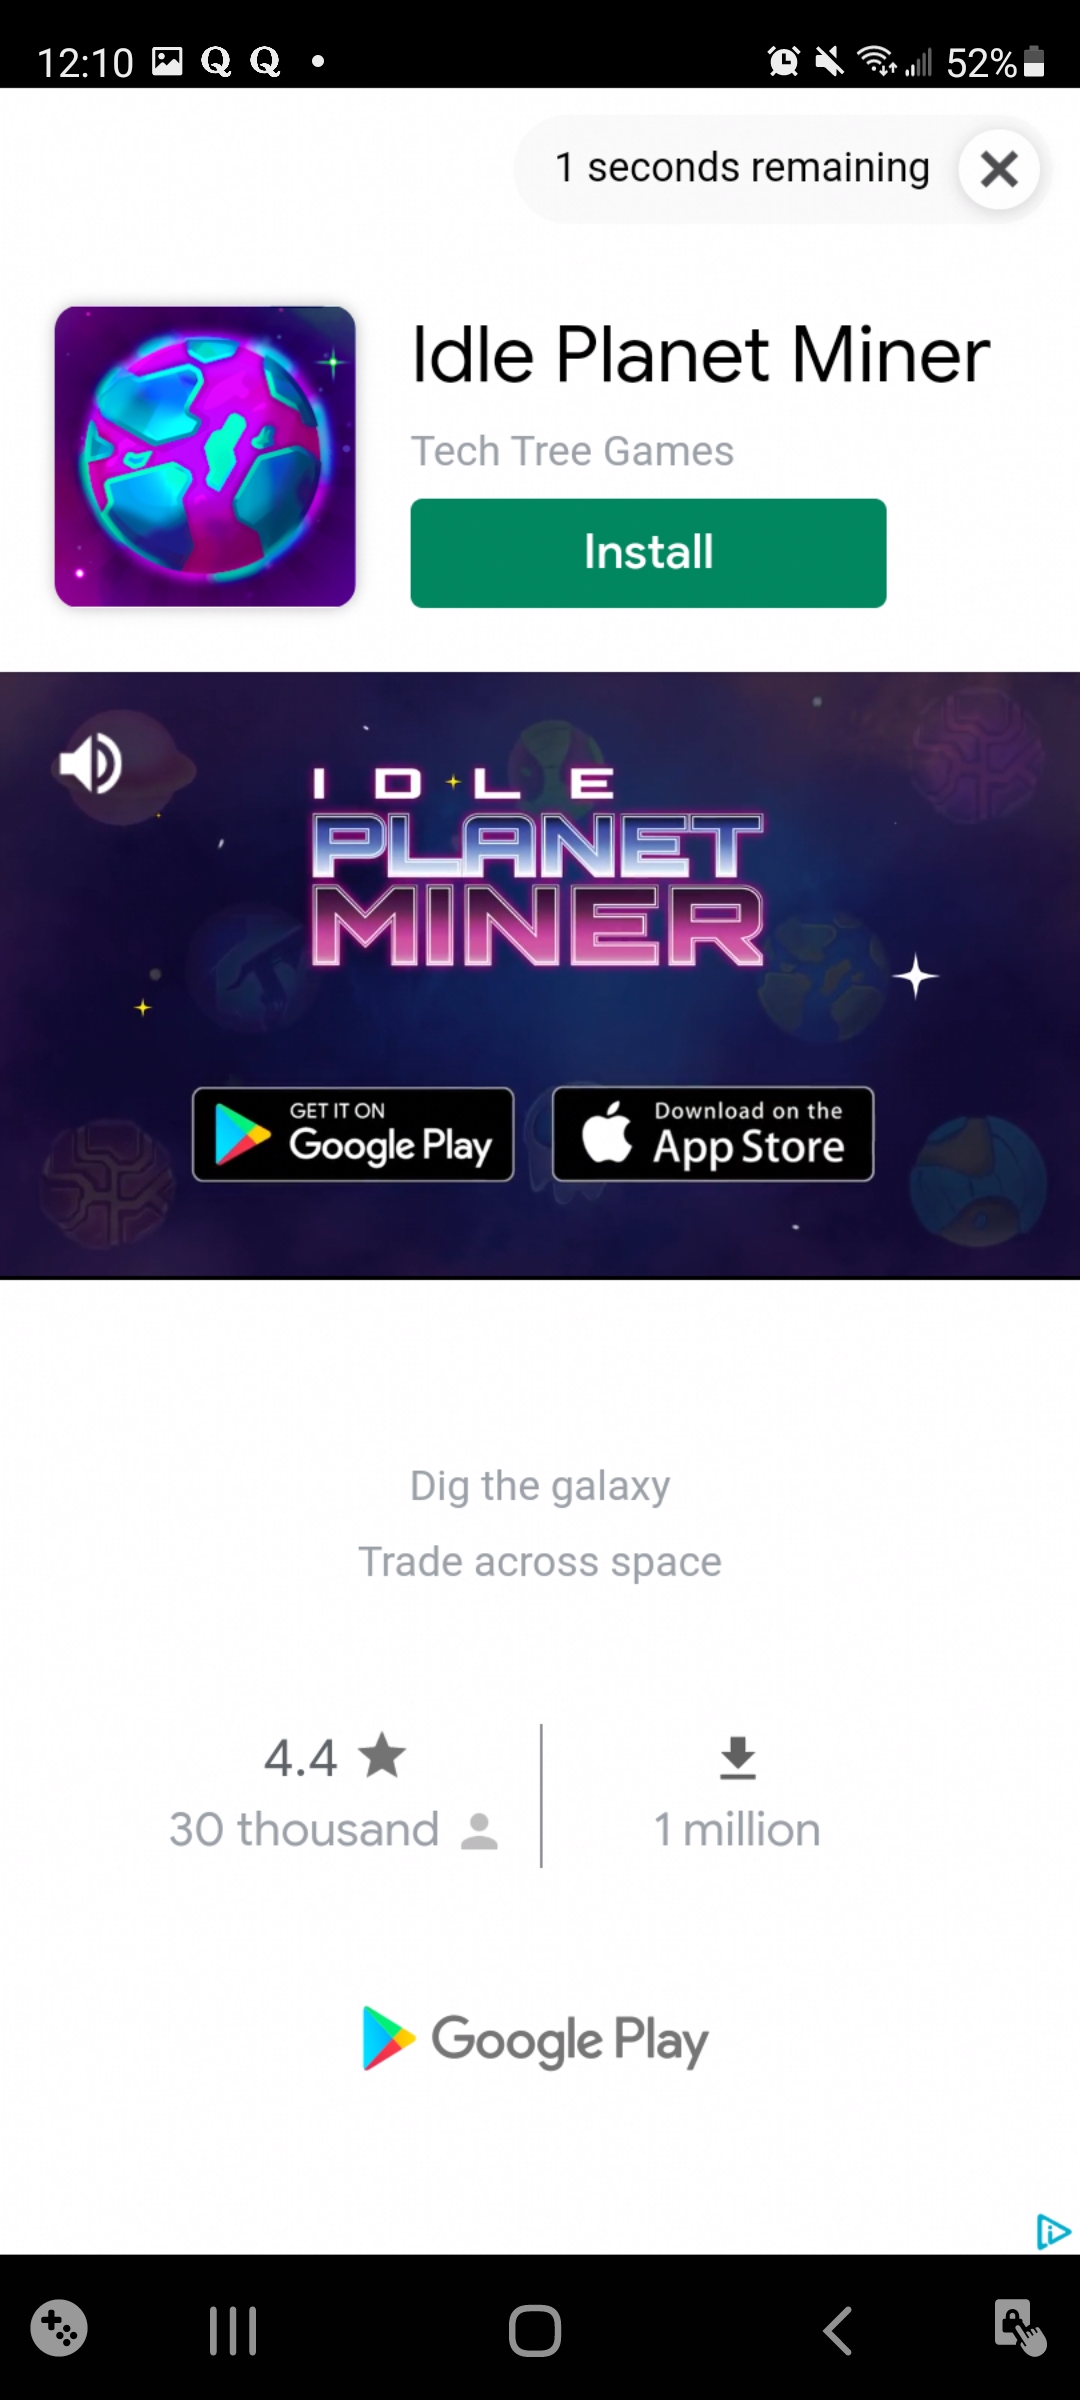 12:10 52%
1 seconds remaining
Idle Planet Miner
Tech Tree Games
Install
IDLE
PLANET
MINER
GET IT ON
Google Play
Download on the
App Store
Dig the galaxy
Trade across space
4.4
30 thousand
1 million
Google Play